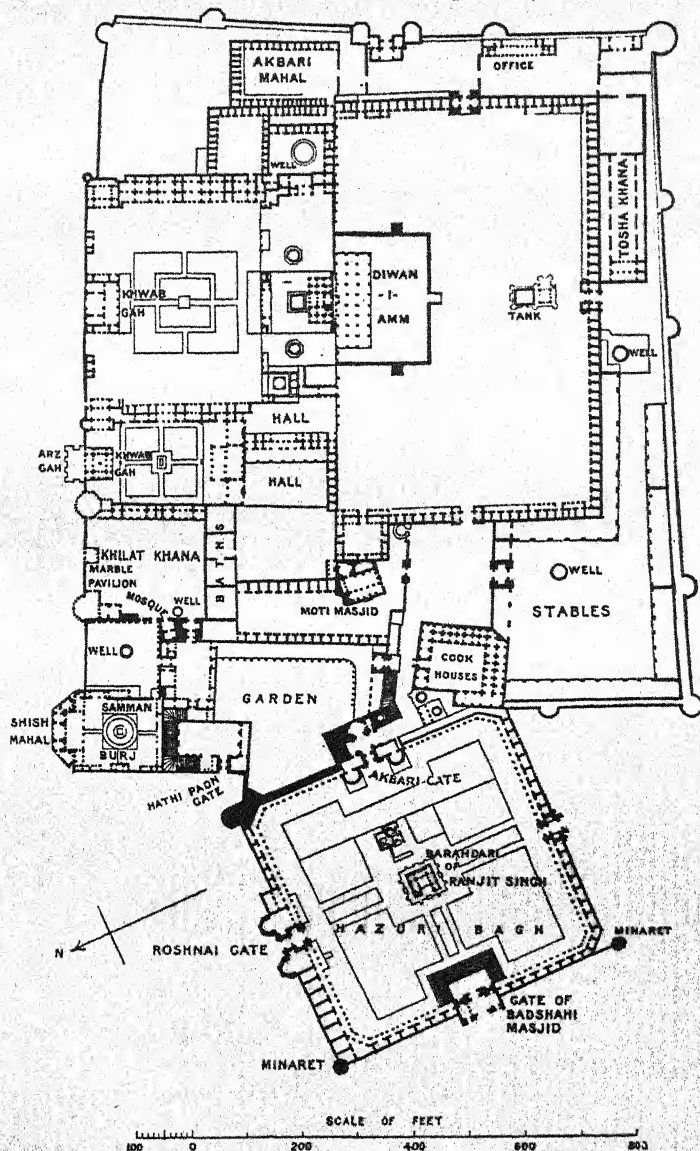 AKBARI
MAHAL
OFFICE
WELL
TOSHA KHANA
KHWAB
GAH
DIWAN
-I-
AMM
TANK
WELL
HALL
ARZ
GAH
KHWAB
GAH
HALL
KHILAT KHANA
BATHS
MARBLE
PAVILION
MOSQUE
WELL
MOTI MASJID
WELL
STABLES
WELL
COOK
HOUSES
GARDEN
SAMMAN
BURJ
SHISH
MAHAL
HATHI PAON
GATE
AKBARI-GATE
BARAHDARI
OF
RANJIT SINGH
HAZURI BAGH
N
ROSHNAI GATE
MINARET
GATE OF
BADSHAHI
MASJID
MINARET
SCALE OF FEET
100 0 200 400 600 800